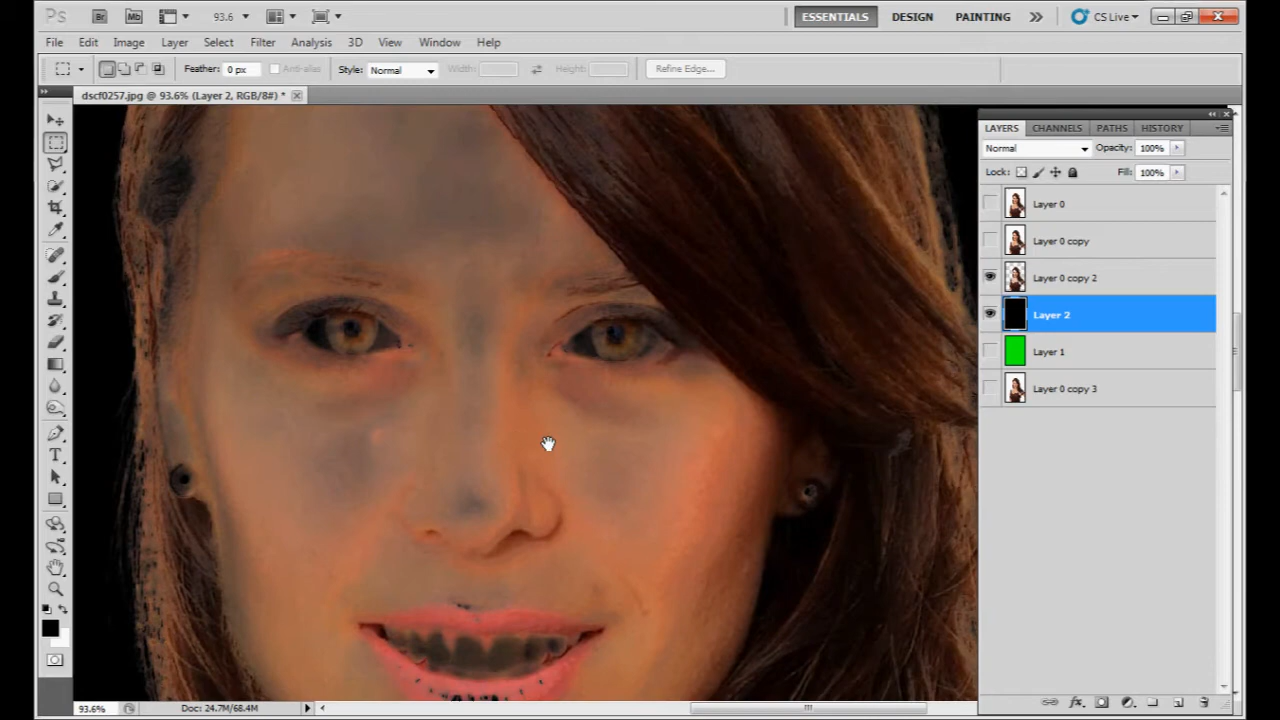 Ps Br Mb 93.6 ESSENTIALS DESIGN PAINTING CS Live
File Edit Image Layer Select Filter Analysis 3D View Window Help
Feather: 0 px Anti-alias Style: Normal Width: Height: Refine Edge...
dscf0257.jpg @ 93.6% (Layer 2, RGB/8#) *
LAYERS CHANNELS PATHS HISTORY
Normal Opacity: 100%
Lock: Fill: 100%
Layer 0
Layer 0 copy
Layer 0 copy 2
Layer 2
Layer 1
Layer 0 copy 3
T
fx
93.6% Doc: 24.7M/68.4M